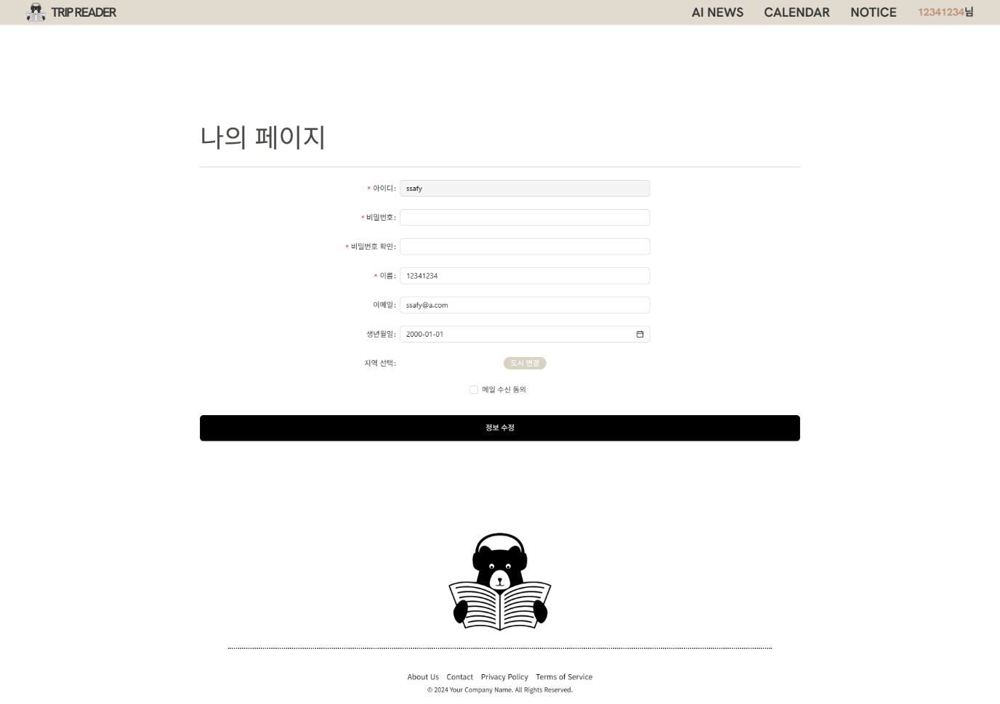 TRIP READER
AI NEWS CALENDAR NOTICE 12341234님
나의 페이지
* 아이디: ssafy
* 비밀번호:
* 비밀번호 확인:
* 이름: 12341234
이메일: ssafy@a.com
생년월일: 2000-01-01
지역 선택: 도시 변경
메일 수신 동의
정보 수정
About Us Contact Privacy Policy Terms of Service
© 2024 Your Company Name. All Rights Reserved.